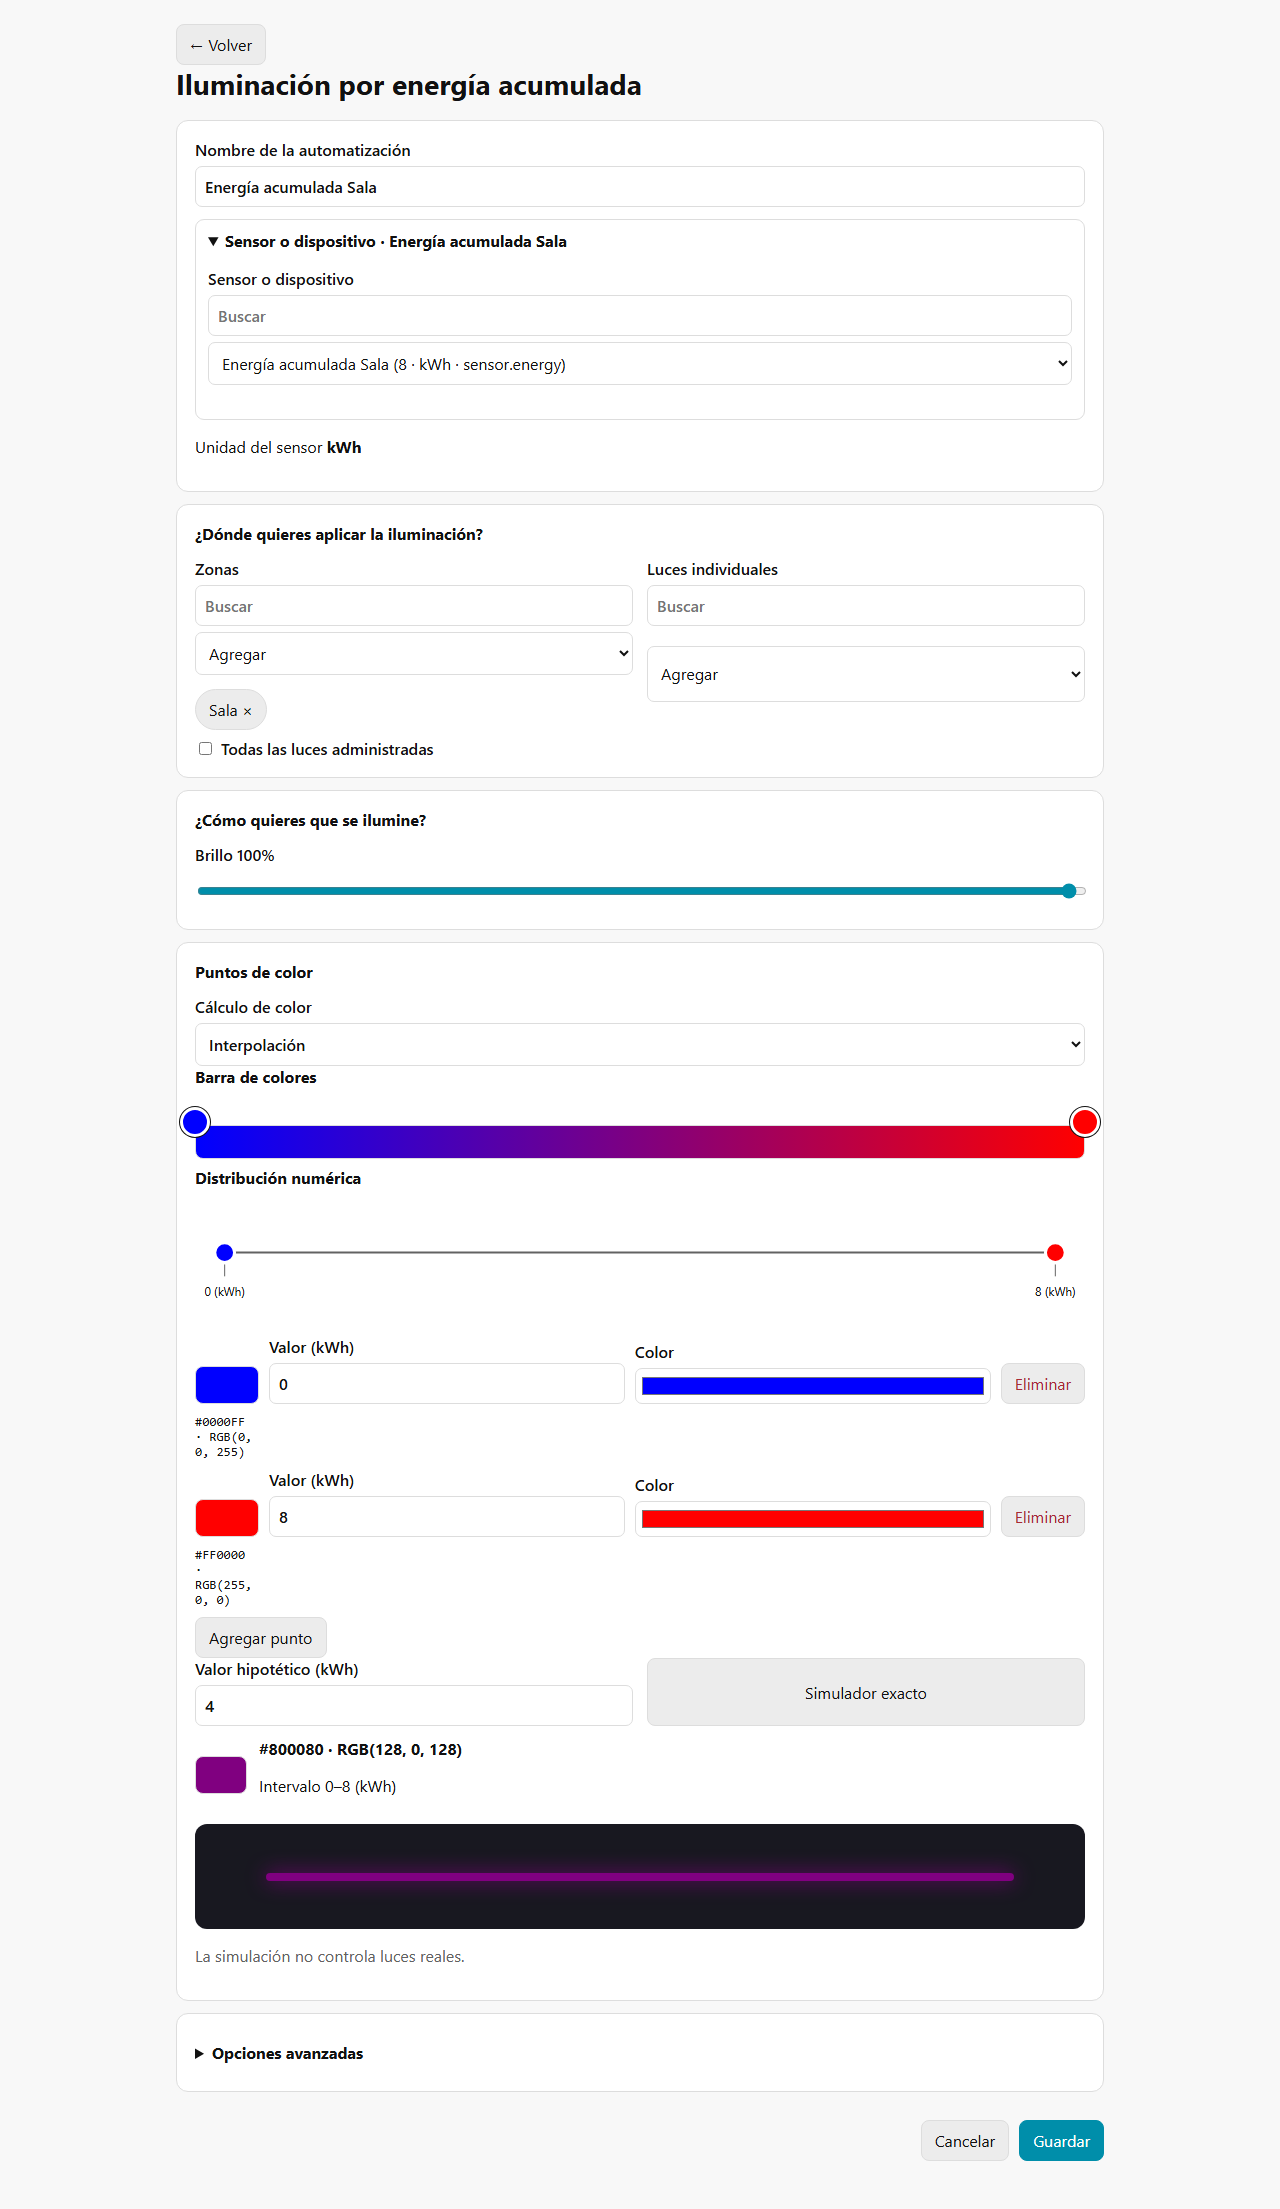 ← Volver
Iluminación por energía acumulada
Nombre de la automatización
Energía acumulada Sala
▼ Sensor o dispositivo · Energía acumulada Sala
Sensor o dispositivo
Buscar
Energía acumulada Sala (8 · kWh · sensor.energy)
Unidad del sensor kWh
¿Dónde quieres aplicar la iluminación?
Zonas
Buscar
Agregar
Sala ×
Luces individuales
Buscar
Agregar
Todas las luces administradas
¿Cómo quieres que se ilumine?
Brillo 100%
Puntos de color
Cálculo de color
Interpolación
Barra de colores
Distribución numérica
0 (kWh)
8 (kWh)
Valor (kWh)
0
Color
Eliminar
#0000FF
· RGB(0,
0, 255)
Valor (kWh)
8
Color
Eliminar
#FF0000
·
RGB(255,
0, 0)
Agregar punto
Valor hipotético (kWh)
4
Simulador exacto
#800080 · RGB(128, 0, 128)
Intervalo 0–8 (kWh)
La simulación no controla luces reales.
▶ Opciones avanzadas
Cancelar
Guardar